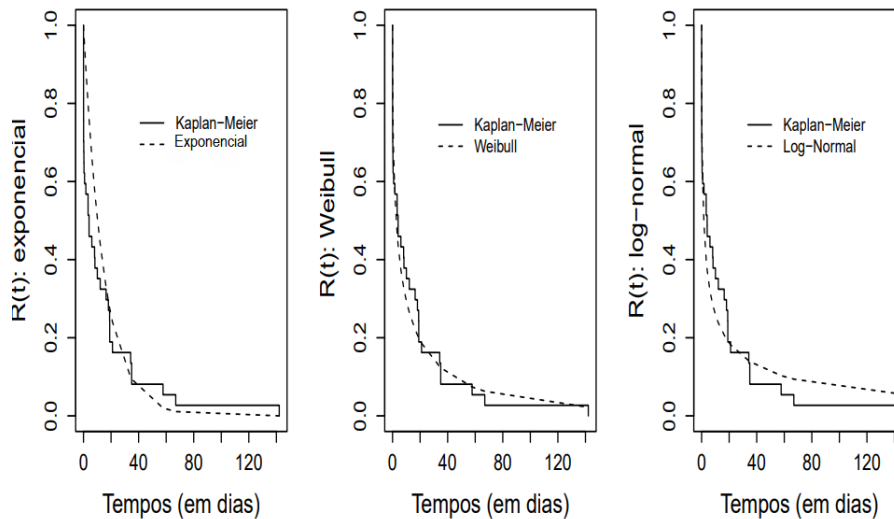 R(t): exponencial
1.0
0.8
0.6
0.4
0.2
0.0
Kaplan−Meier
Exponencial
0 40 80 120
Tempos (em dias)
R(t): Weibull
1.0
0.8
0.6
0.4
0.2
0.0
Kaplan−Meier
Weibull
0 40 80 120
Tempos (em dias)
R(t): log−normal
1.0
0.8
0.6
0.4
0.2
0.0
Kaplan−Meier
Log−Normal
0 40 80 120
Tempos (em dias)